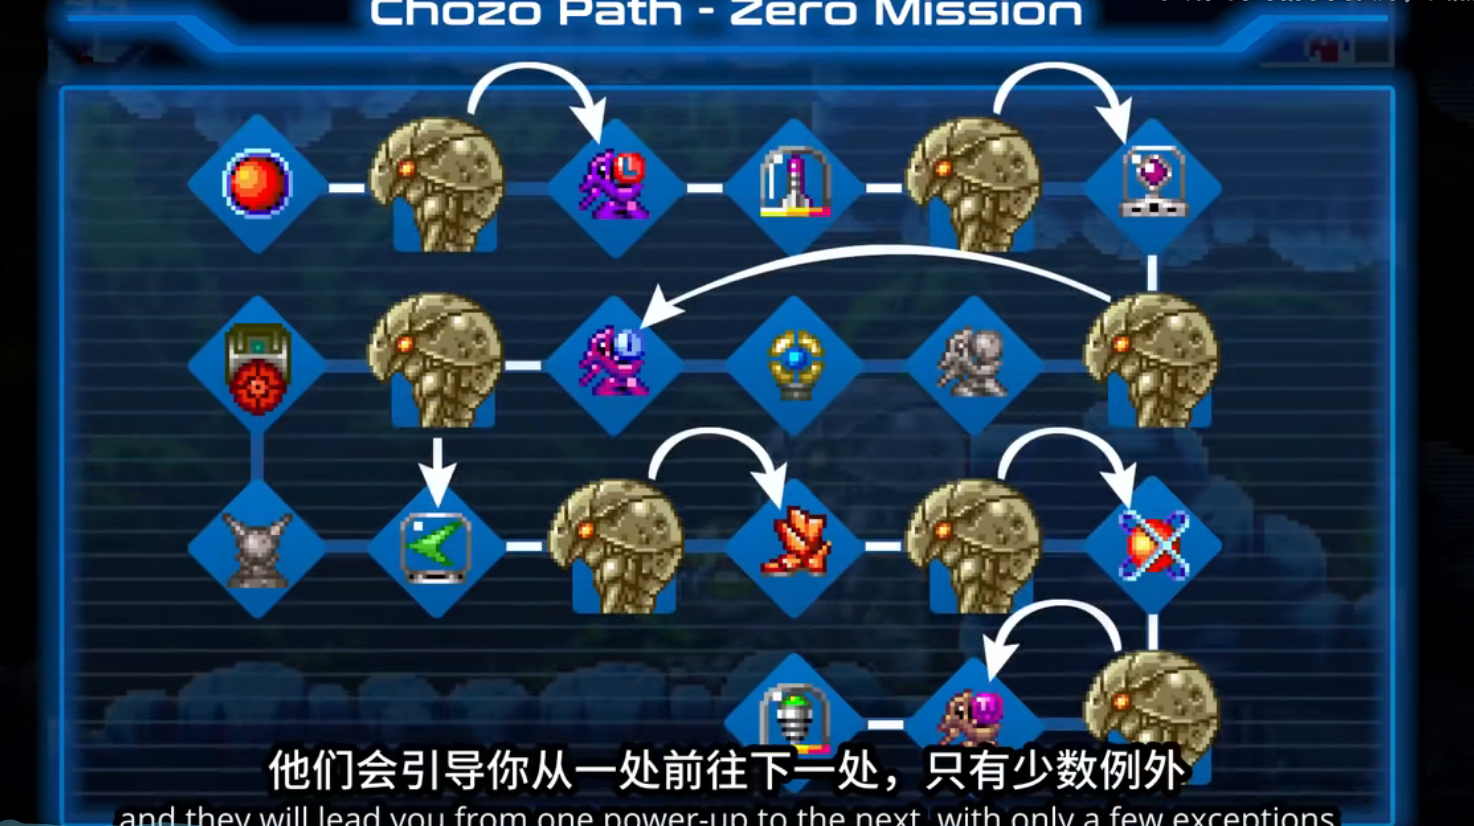 Chozo Path - Zero Mission
他们会引导你从一处前往下一处，只有少数例外
and they will lead you from one power-up to the next, with only a few exceptions